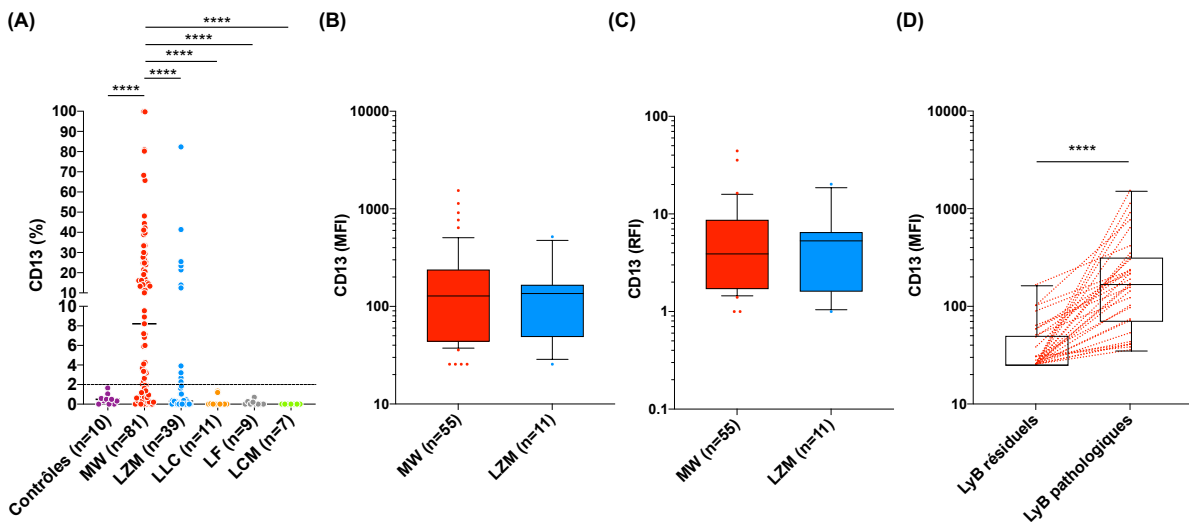 (A)
****
****
****
****
****
CD13 (%)
100
90
80
70
60
50
40
30
20
10
8
6
4
2
0
Contrôles (n=10)
MW (n=81)
LZM (n=39)
LLC (n=11)
LF (n=9)
LCM (n=7)
(B)
CD13 (MFI)
10000
1000
100
10
MW (n=55)
LZM (n=11)
(C)
CD13 (RFI)
100
10
1
0.1
MW (n=55)
LZM (n=11)
(D)
****
CD13 (MFI)
10000
1000
100
10
LyB résiduels
LyB pathologiques